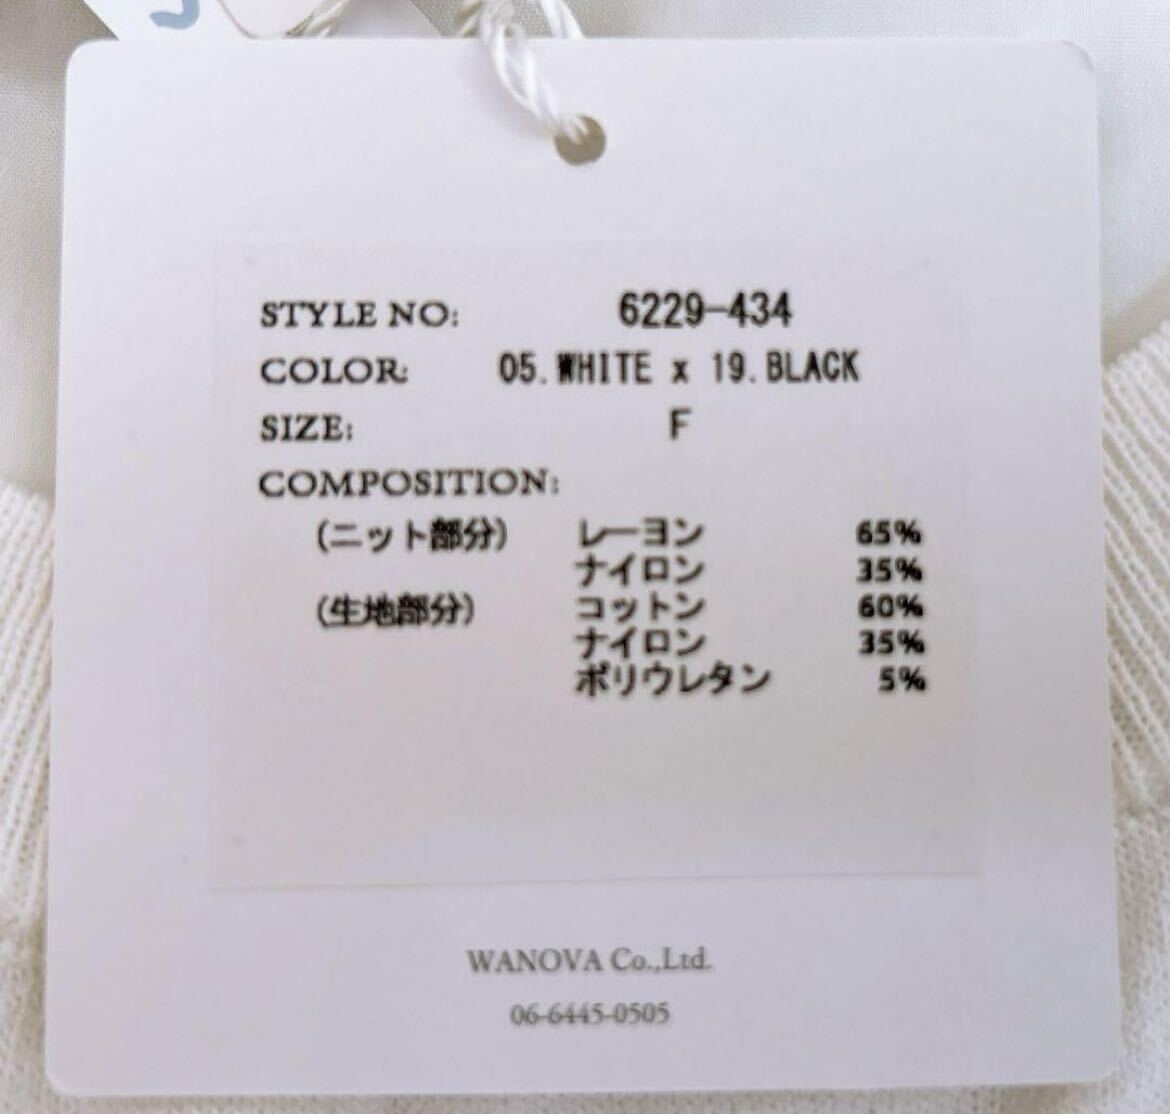 STYLE NO: 6229-434
COLOR: 05.WHITE x 19.BLACK
SIZE: F
COMPOSITION:
(ニット部分) レーヨン 65%
ナイロン 35%
(生地部分) コットン 60%
ナイロン 35%
ポリウレタン 5%
WANOVA Co.,Ltd.
06-6445-0505